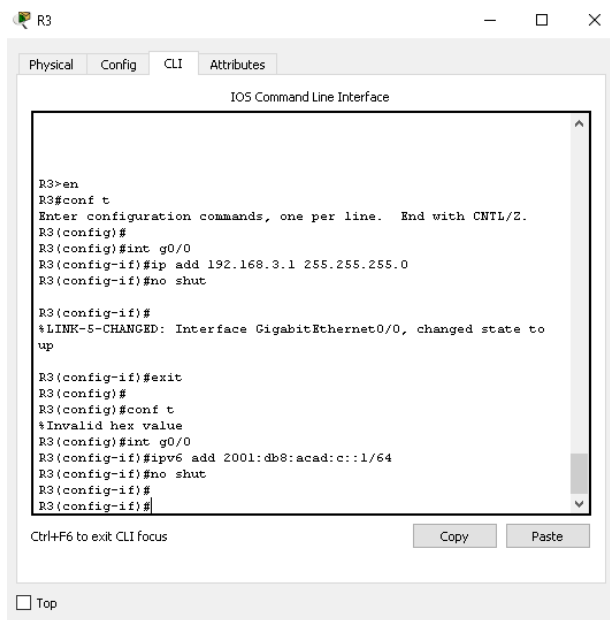 R3
Physical Config CLI Attributes
IOS Command Line Interface
R3>en
R3#conf t
Enter configuration commands, one per line. End with CNTL/Z.
R3(config)#
R3(config)#int g0/0
R3(config-if)#ip add 192.168.3.1 255.255.255.0
R3(config-if)#no shut
R3(config-if)#
%LINK-5-CHANGED: Interface GigabitEthernet0/0, changed state to
up
R3(config-if)#exit
R3(config)#
R3(config)#conf t
%Invalid hex value
R3(config)#int g0/0
R3(config-if)#ipv6 add 2001:db8:acad:c::1/64
R3(config-if)#no shut
R3(config-if)#
R3(config-if)#
Ctrl+F6 to exit CLI focus
Copy Paste
Top